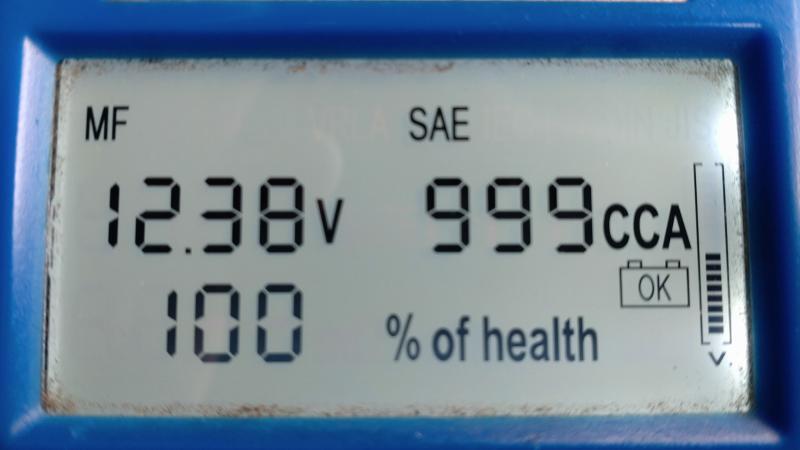 MF SAE
12.38V 999CCA
OK
100 % of health